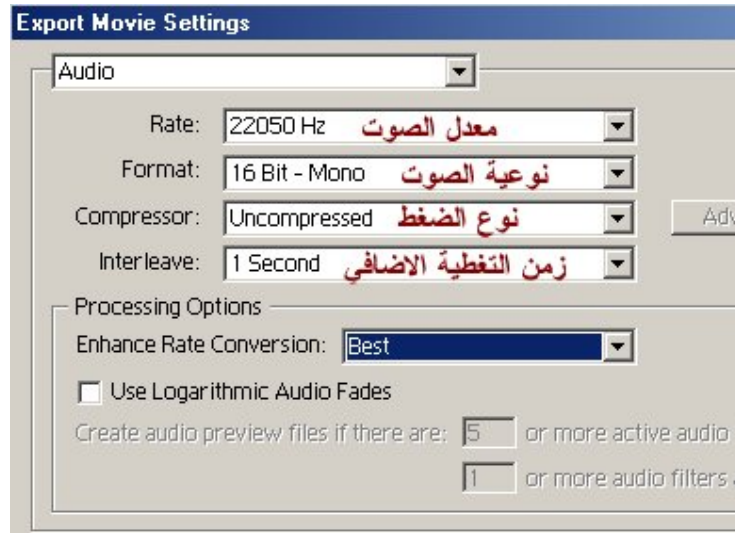 Export Movie Settings
Audio
Rate: 22050 Hz معدل الصوت
Format: 16 Bit - Mono نوعية الصوت
Compressor: Uncompressed نوع الضغط Adv
Interleave: 1 Second زمن التغطية الاضافي
Processing Options
Enhance Rate Conversion: Best
Use Logarithmic Audio Fades
Create audio preview files if there are: 5 or more active audio
1 or more audio filters